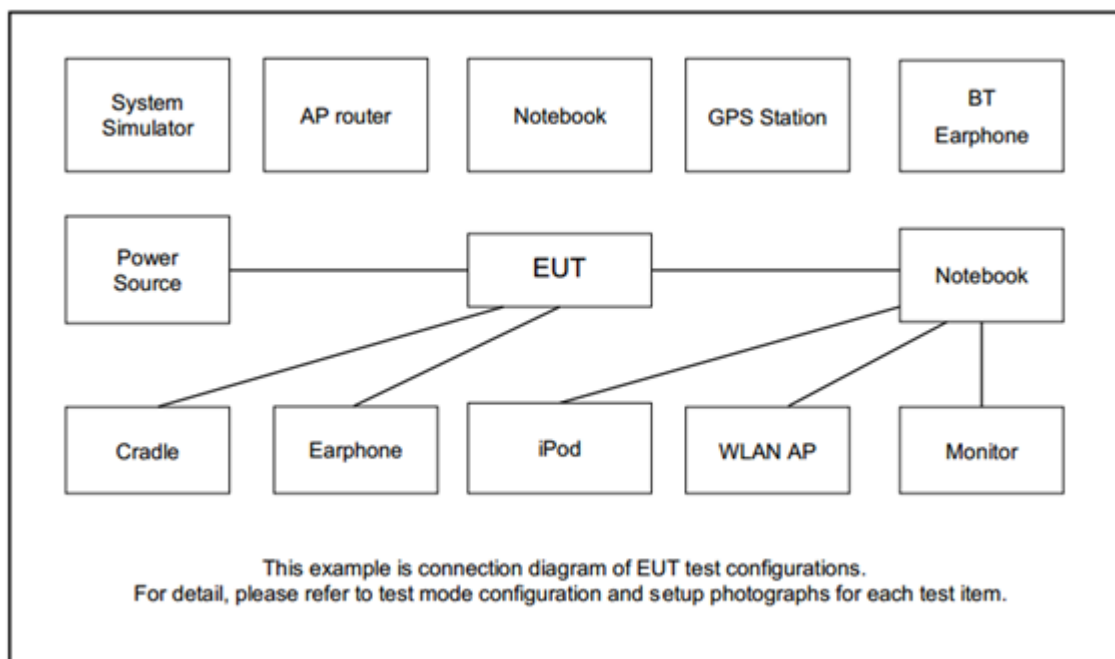 System
Simulator
AP router
Notebook
GPS Station
BT
Earphone
Power
Source
EUT
Notebook
Cradle
Earphone
iPod
WLAN AP
Monitor
This example is connection diagram of EUT test configurations.
For detail, please refer to test mode configuration and setup photographs for each test item.